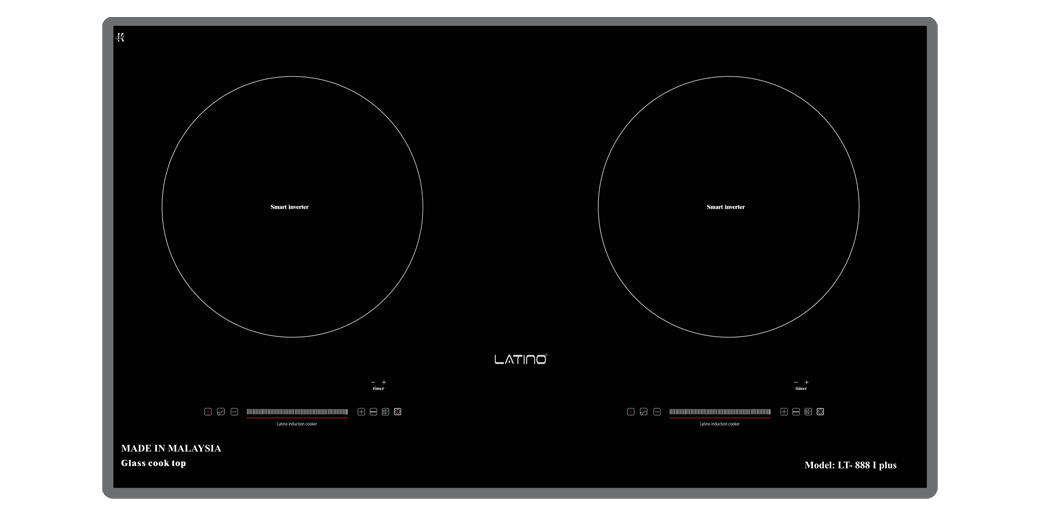 K
Smart inverter
Smart inverter
LATINO
− +
timer
− +
timer
Latino induction cooker
Latino induction cooker
MADE IN MALAYSIA
Glass cook top
Model: LT- 888 I plus